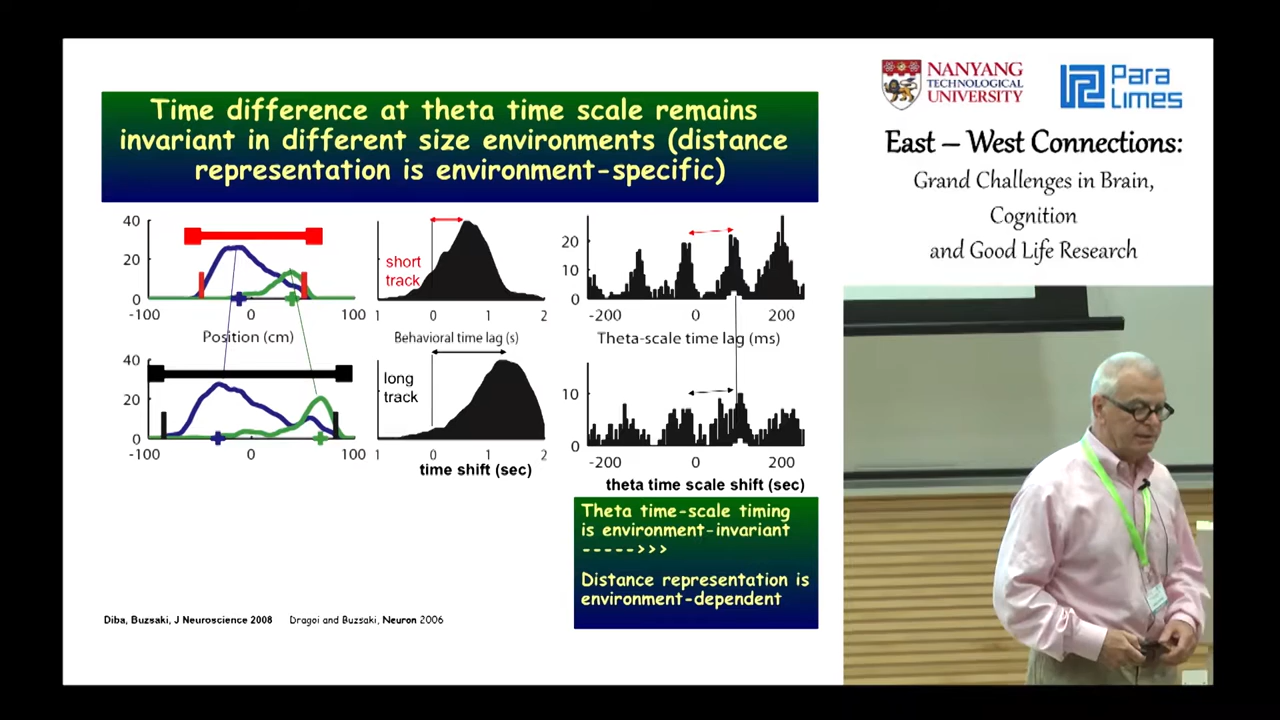 Time difference at theta time scale remains
invariant in different size environments (distance
representation is environment-specific)
40
20
0
-100
0
100
Position (cm)
short
track
1
0
1
2
Behavioral time lag (s)
20
10
0
-200
0
200
Theta-scale time lag (ms)
40
20
0
-100
0
100
long
track
1
0
1
2
time shift (sec)
10
0
-200
0
200
theta time scale shift (sec)
Theta time-scale timing
is environment-invariant
----->>>
Distance representation is
environment-dependent
Diba, Buzsaki, J Neuroscience 2008
Dragoi and Buzsaki, Neuron 2006
NANYANG
TECHNOLOGICAL
UNIVERSITY
Para
Limes
East – West Connections:
Grand Challenges in Brain,
Cognition
and Good Life Research